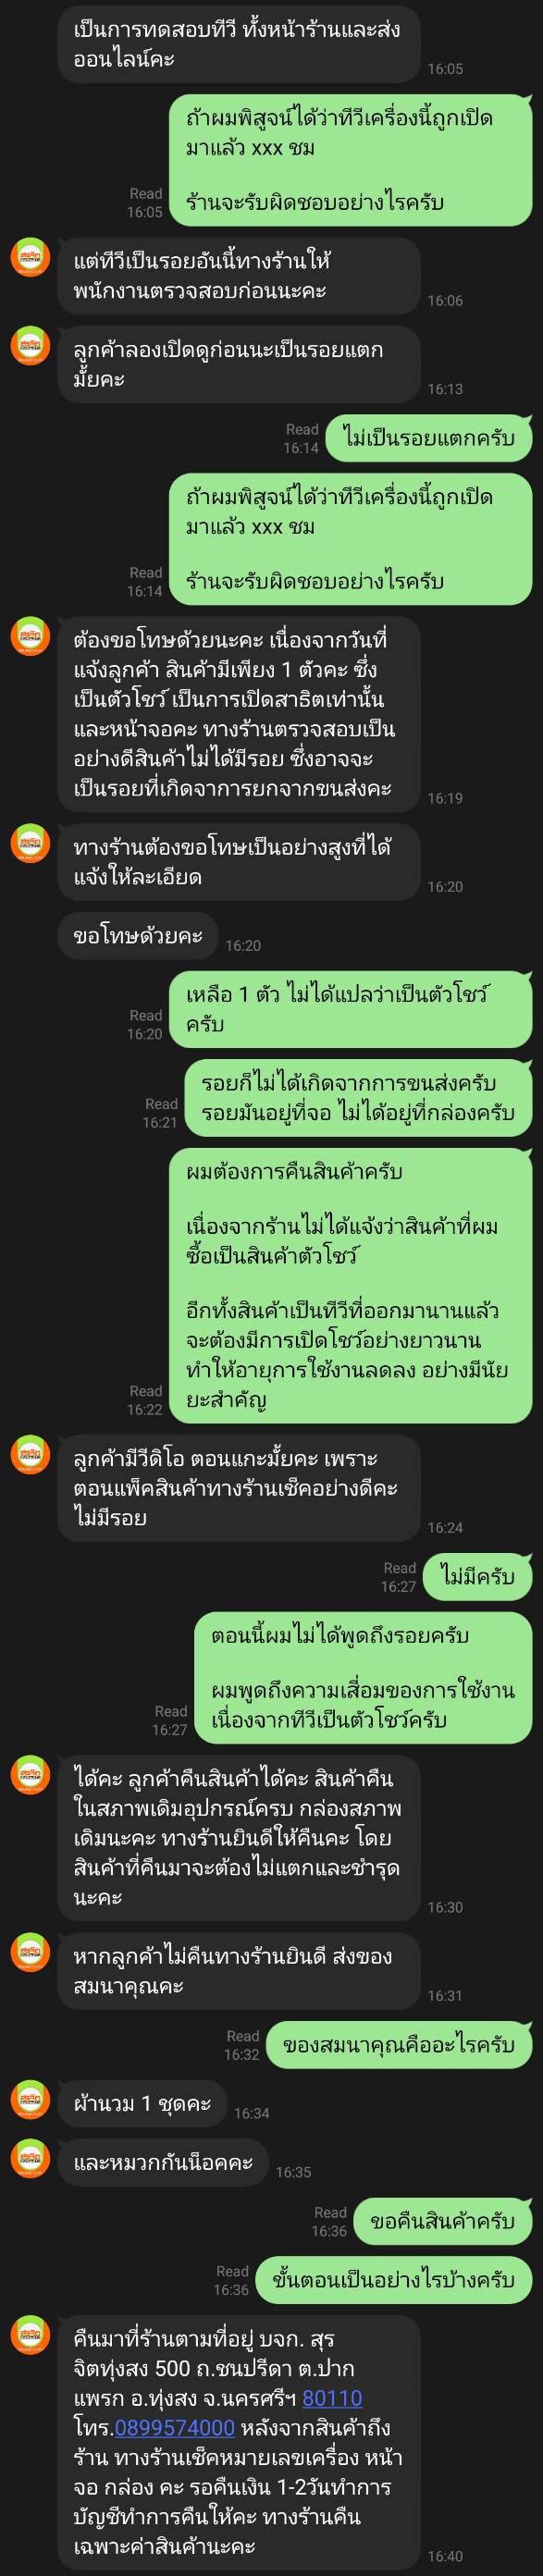 เป็นการทดสอบทีวี ทั้งหน้าร้านและส่ง
ออนไลน์คะ
16:05
ถ้าผมพิสูจน์ได้ว่าทีวีเครื่องนี้ถูกเปิด
มาแล้ว xxx ชม
ร้านจะรับผิดชอบอย่างไรครับ
Read
16:05
แต่ทีวีเป็นรอยอันนี้ทางร้านให้
พนักงานตรวจสอบก่อนนะคะ
16:06
ลูกค้าลองเปิดดูก่อนนะเป็นรอยแตก
มั้ยคะ
16:13
ไม่เป็นรอยแตกครับ
Read
16:14
ถ้าผมพิสูจน์ได้ว่าทีวีเครื่องนี้ถูกเปิด
มาแล้ว xxx ชม
ร้านจะรับผิดชอบอย่างไรครับ
Read
16:14
ต้องขอโทษด้วยนะคะ เนื่องจากวันที่
แจ้งลูกค้า สินค้ามีเพียง 1 ตัวคะ ซึ่ง
เป็นตัวโชว์ เป็นการเปิดสาธิตเท่านั้น
และหน้าจอคะ ทางร้านตรวจสอบเป็น
อย่างดีสินค้าไม่ได้มีรอย ซึ่งอาจจะ
เป็นรอยที่เกิดจาการยกจากขนส่งคะ
16:19
ทางร้านต้องขอโทษเป็นอย่างสูงที่ได้
แจ้งให้ละเอียด
16:20
ขอโทษด้วยคะ
16:20
เหลือ 1 ตัว ไม่ได้แปลว่าเป็นตัวโชว์
ครับ
Read
16:20
รอยก็ไม่ได้เกิดจากการขนส่งครับ
รอยมันอยู่ที่จอ ไม่ได้อยู่ที่กล่องครับ
Read
16:21
ผมต้องการคืนสินค้าครับ
เนื่องจากร้านไม่ได้แจ้งว่าสินค้าที่ผม
ซื้อเป็นสินค้าตัวโชว์
อีกทั้งสินค้าเป็นทีวีที่ออกมานานแล้ว
จะต้องมีการเปิดโชว์อย่างยาวนาน
ทำให้อายุการใช้งานลดลง อย่างมีนัย
ยะสำคัญ
Read
16:22
ลูกค้ามีวีดิโอ ตอนแกะมั้ยคะ เพราะ
ตอนแพ็คสินค้าทางร้านเช็คอย่างดีคะ
ไม่มีรอย
16:24
ไม่มีครับ
Read
16:27
ตอนนี้ผมไม่ได้พูดถึงรอยครับ
ผมพูดถึงความเสื่อมของการใช้งาน
เนื่องจากทีวีเป็นตัวโชว์ครับ
Read
16:27
ได้คะ ลูกค้าคืนสินค้าได้คะ สินค้าคืน
ในสภาพเดิมอุปกรณ์ครบ กล่องสภาพ
เดิมนะคะ ทางร้านยินดีให้คืนคะ โดย
สินค้าที่คืนมาจะต้องไม่แตกและชำรุด
นะคะ
16:30
หากลูกค้าไม่คืนทางร้านยินดี ส่งของ
สมนาคุณคะ
16:31
ของสมนาคุณคืออะไรครับ
Read
16:32
ผ้านวม 1 ชุดคะ
16:34
และหมวกกันน็อคคะ
16:35
ขอคืนสินค้าครับ
Read
16:36
ขั้นตอนเป็นอย่างไรบ้างครับ
Read
16:36
คืนมาที่ร้านตามที่อยู่ บจก. สุร
จิตทุ่งสง 500 ถ.ชนปรีดา ต.ปาก
แพรก อ.ทุ่งสง จ.นครศรีฯ 80110
โทร.0899574000 หลังจากสินค้าถึง
ร้าน ทางร้านเช็คหมายเลขเครื่อง หน้า
จอ กล่อง คะ รอคืนเงิน 1-2วันทำการ
บัญชีทำการคืนให้คะ ทางร้านคืน
เฉพาะค่าสินค้านะคะ
16:40